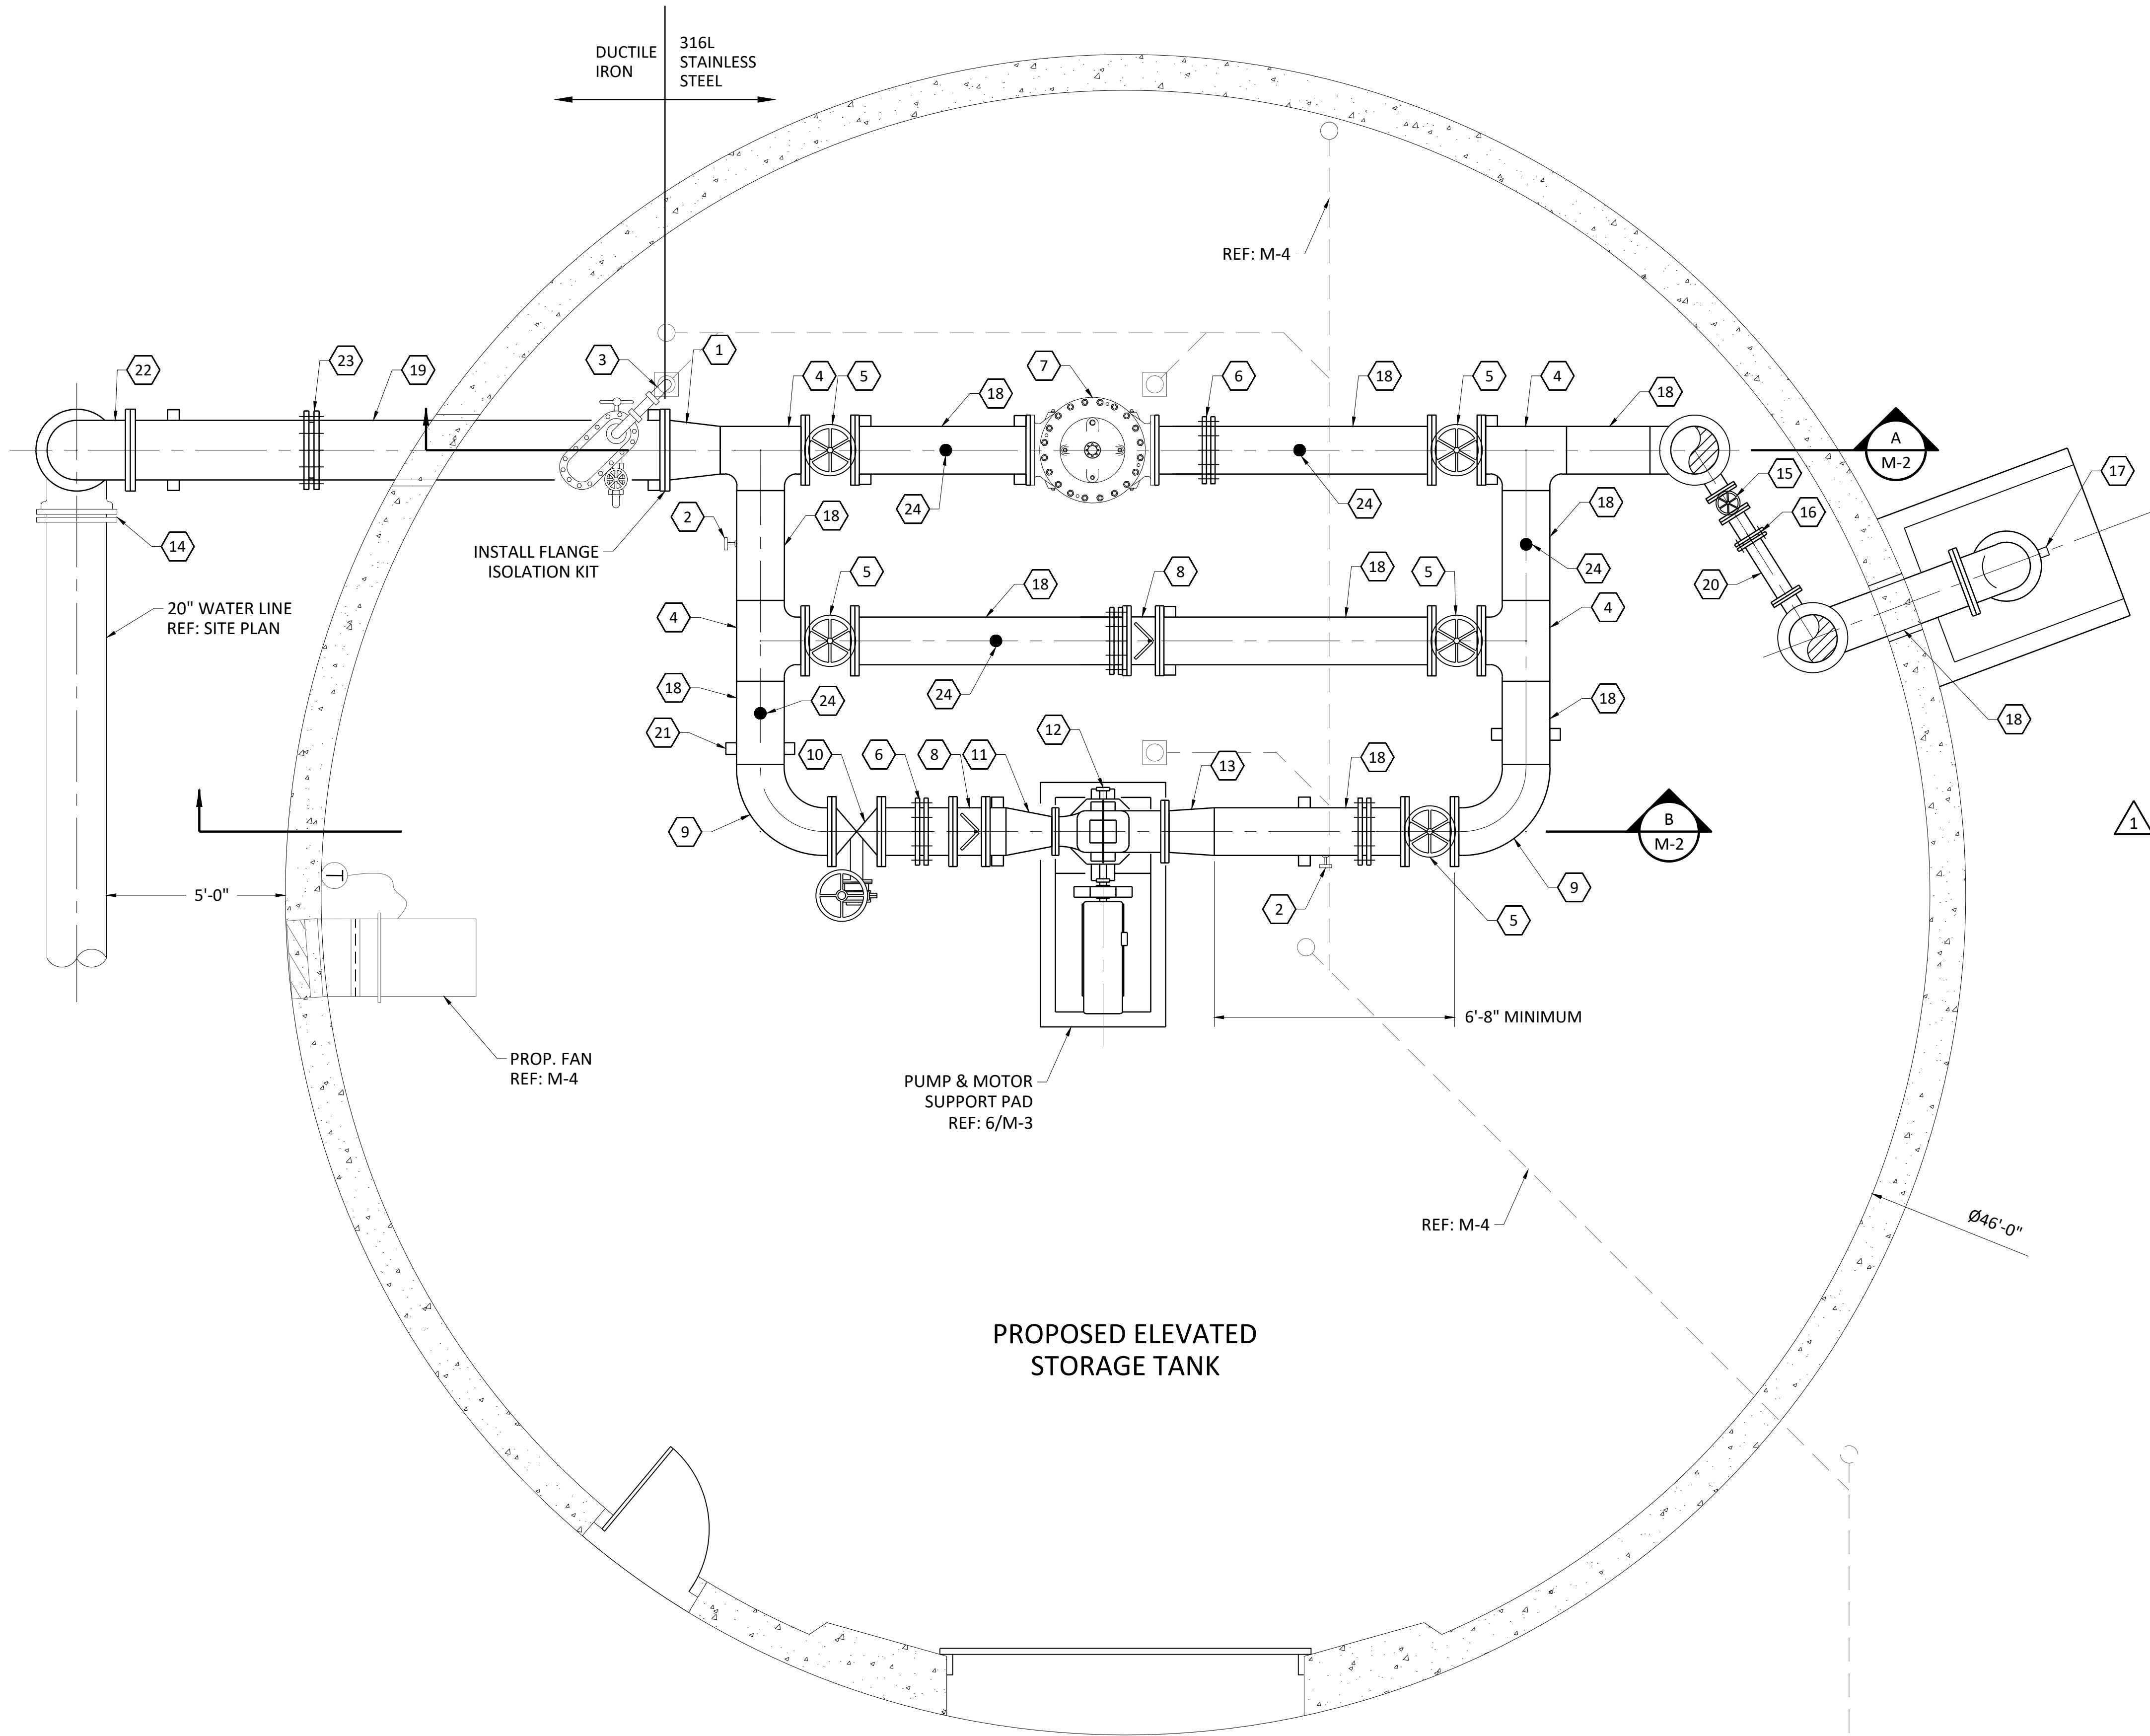 DUCTILE
IRON
316L
STAINLESS
STEEL
REF: M-4
3
1
22
23
19
4
5
7
6
18
5
4
18
18
A
M-2
15
17
2
18
24
24
18
16
14
INSTALL FLANGE
ISOLATION KIT
5
18
8
18
5
24
20
20" WATER LINE
REF: SITE PLAN
4
4
18
24
24
18
18
21
12
10
6
8
11
13
18
9
B
M-2
1
5'-0"
2
5
9
6'-8" MINIMUM
PROP. FAN
REF: M-4
PUMP & MOTOR
SUPPORT PAD
REF: 6/M-3
REF: M-4
Ø46'-0"
PROPOSED ELEVATED
STORAGE TANK